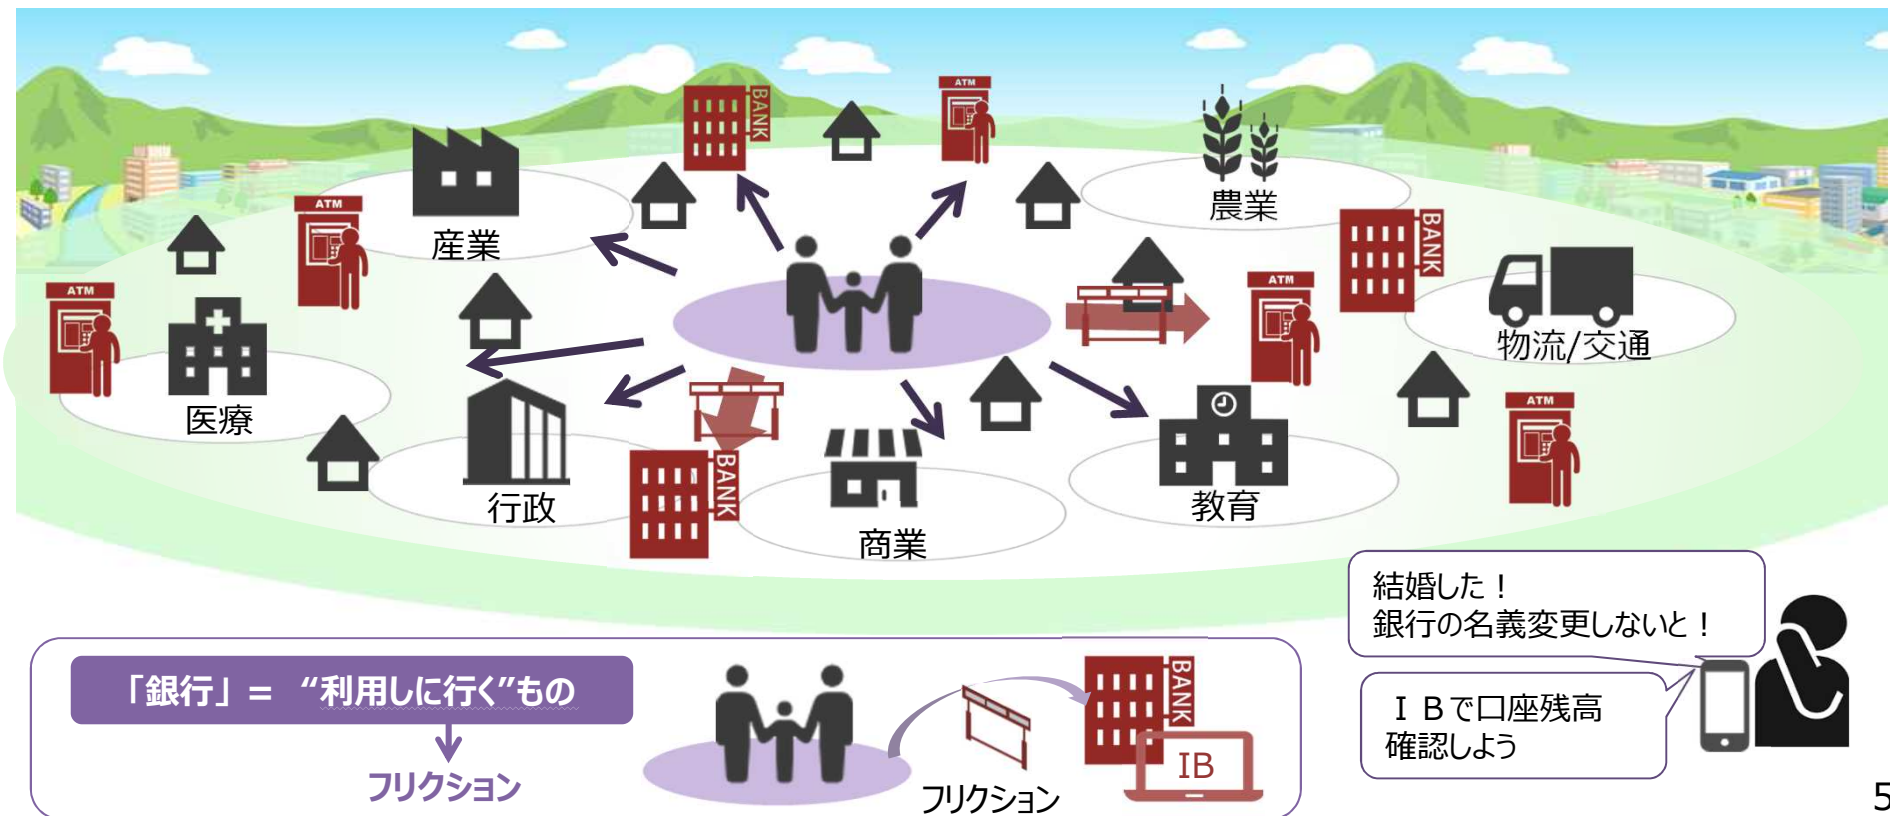 BANK
ATM
農業
ATM
産業
BANK
ATM
ATM
物流/交通
医療
ATM
行政
BANK
商業
教育
結婚した！
銀行の名義変更しないと！
ＩＢで口座残高
確認しよう
「銀行」＝ “利用しに行く”もの
フリクション
フリクション
BANK
IB
5